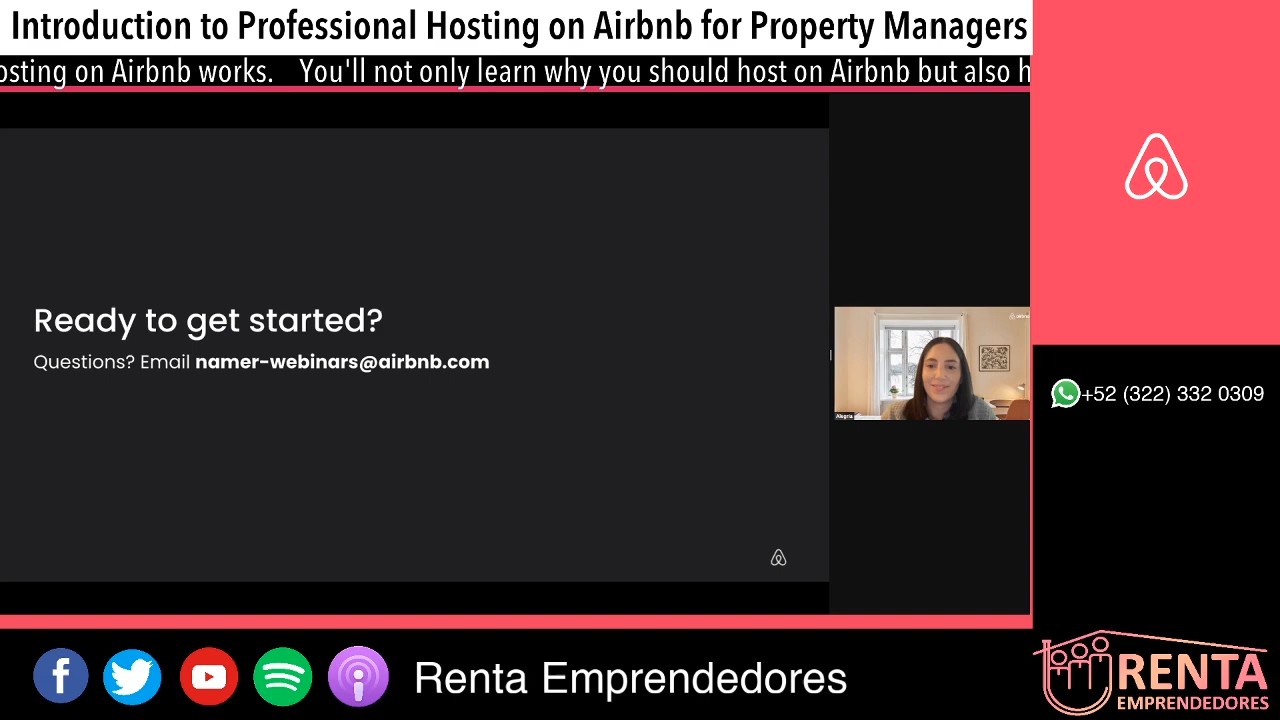 Introduction to Professional Hosting on Airbnb for Property Managers
osting on Airbnb works. You'll not only learn why you should host on Airbnb but also h
Ready to get started?
Questions? Email namer-webinars@airbnb.com
Alegria
+52 (322) 332 0309
Renta Emprendedores
RENTA
EMPRENDEDORES